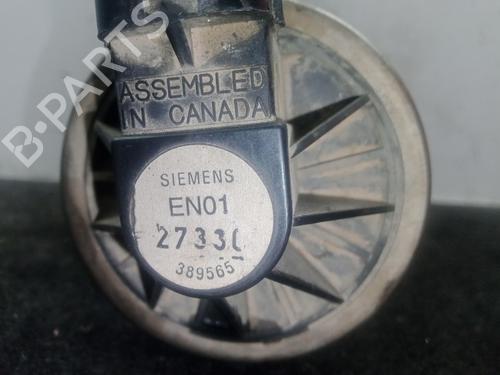 B-PARTS
ASSEMBLED
IN CANADA
SIEMENS
EN01
389565